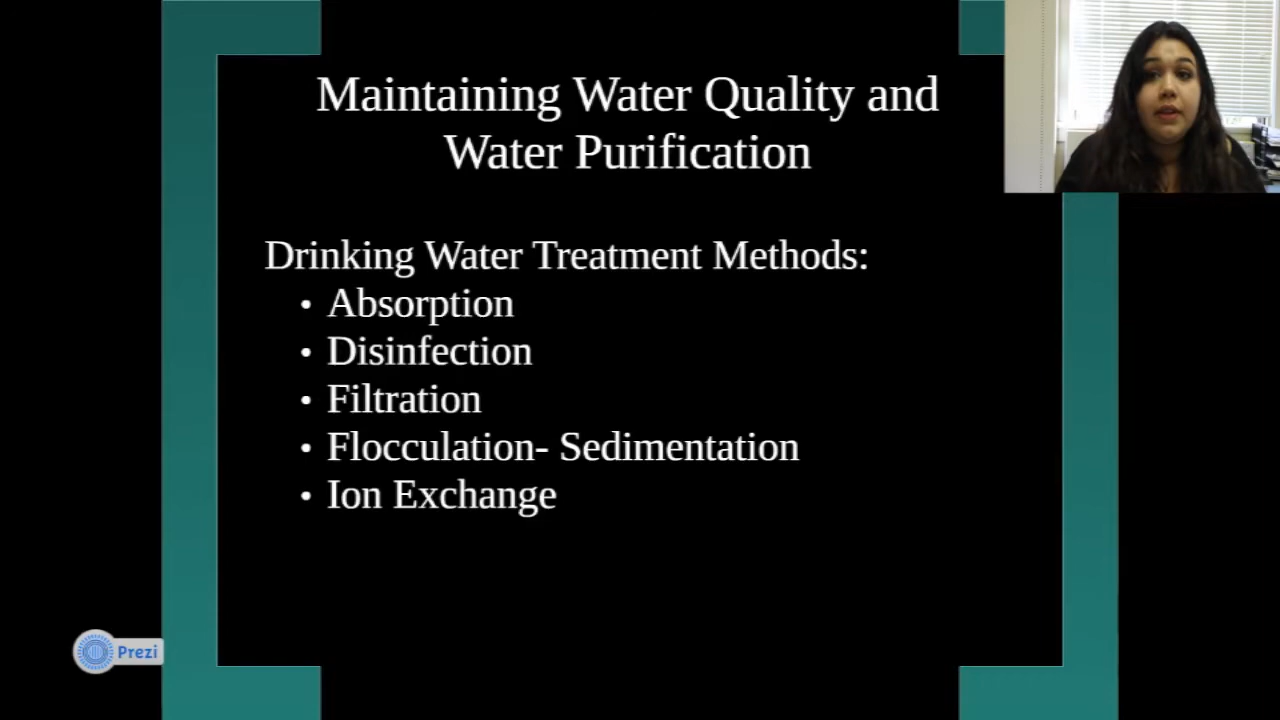 Maintaining Water Quality and
Water Purification
Drinking Water Treatment Methods:
• Absorption
• Disinfection
• Filtration
• Flocculation- Sedimentation
• Ion Exchange
Prezi